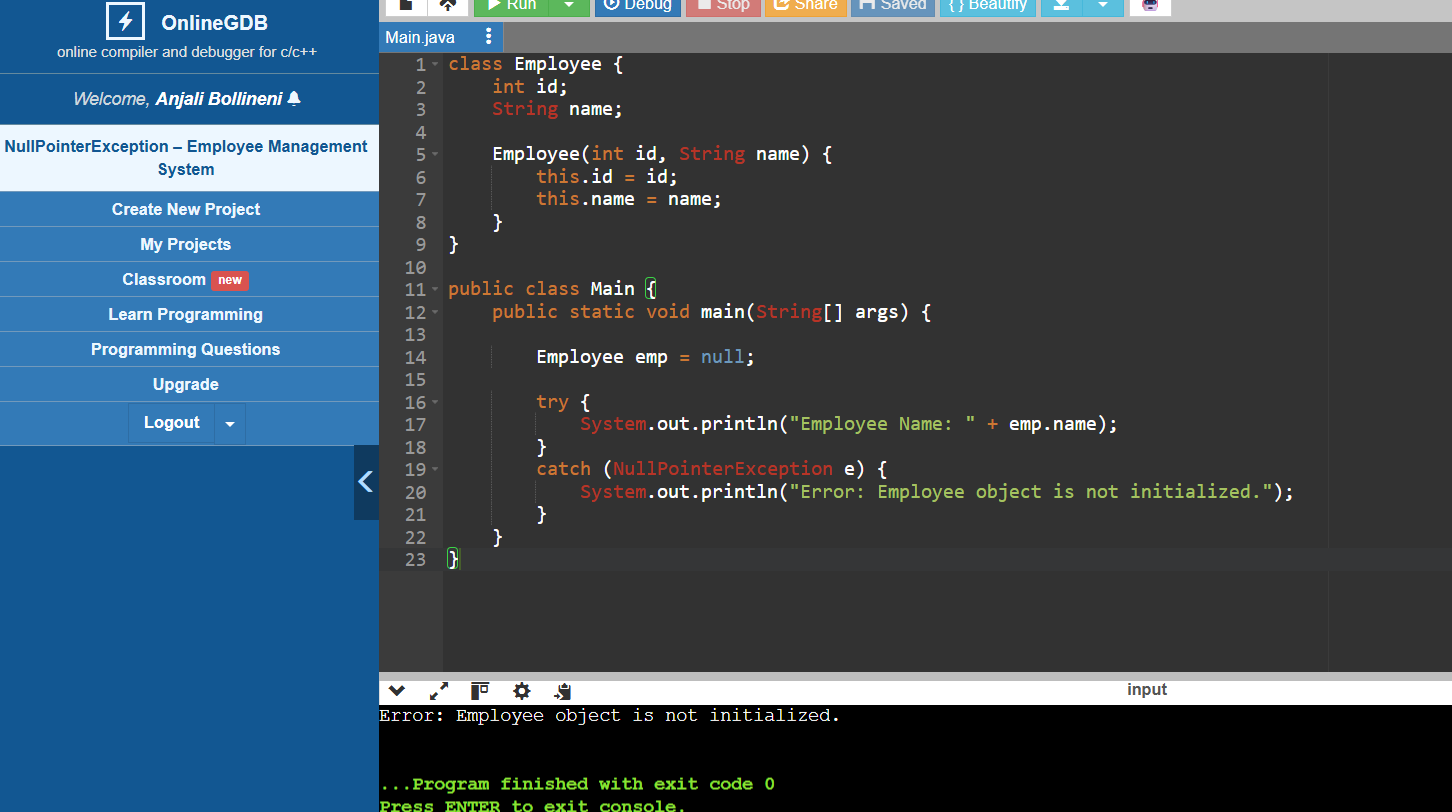 OnlineGDB
online compiler and debugger for c/c++
Welcome, Anjali Bollineni
NullPointerException – Employee Management
System
Create New Project
My Projects
Classroom new
Learn Programming
Programming Questions
Upgrade
Logout
Run Debug Stop Share Saved { } Beautify
Main.java
1 class Employee {
2     int id;
3     String name;
4
5     Employee(int id, String name) {
6         this.id = id;
7         this.name = name;
8     }
9 }
10
11 public class Main {
12     public static void main(String[] args) {
13
14         Employee emp = null;
15
16         try {
17             System.out.println("Employee Name: " + emp.name);
18         }
19         catch (NullPointerException e) {
20             System.out.println("Error: Employee object is not initialized.");
21         }
22     }
23 }
input
Error: Employee object is not initialized.
...Program finished with exit code 0
Press ENTER to exit console.